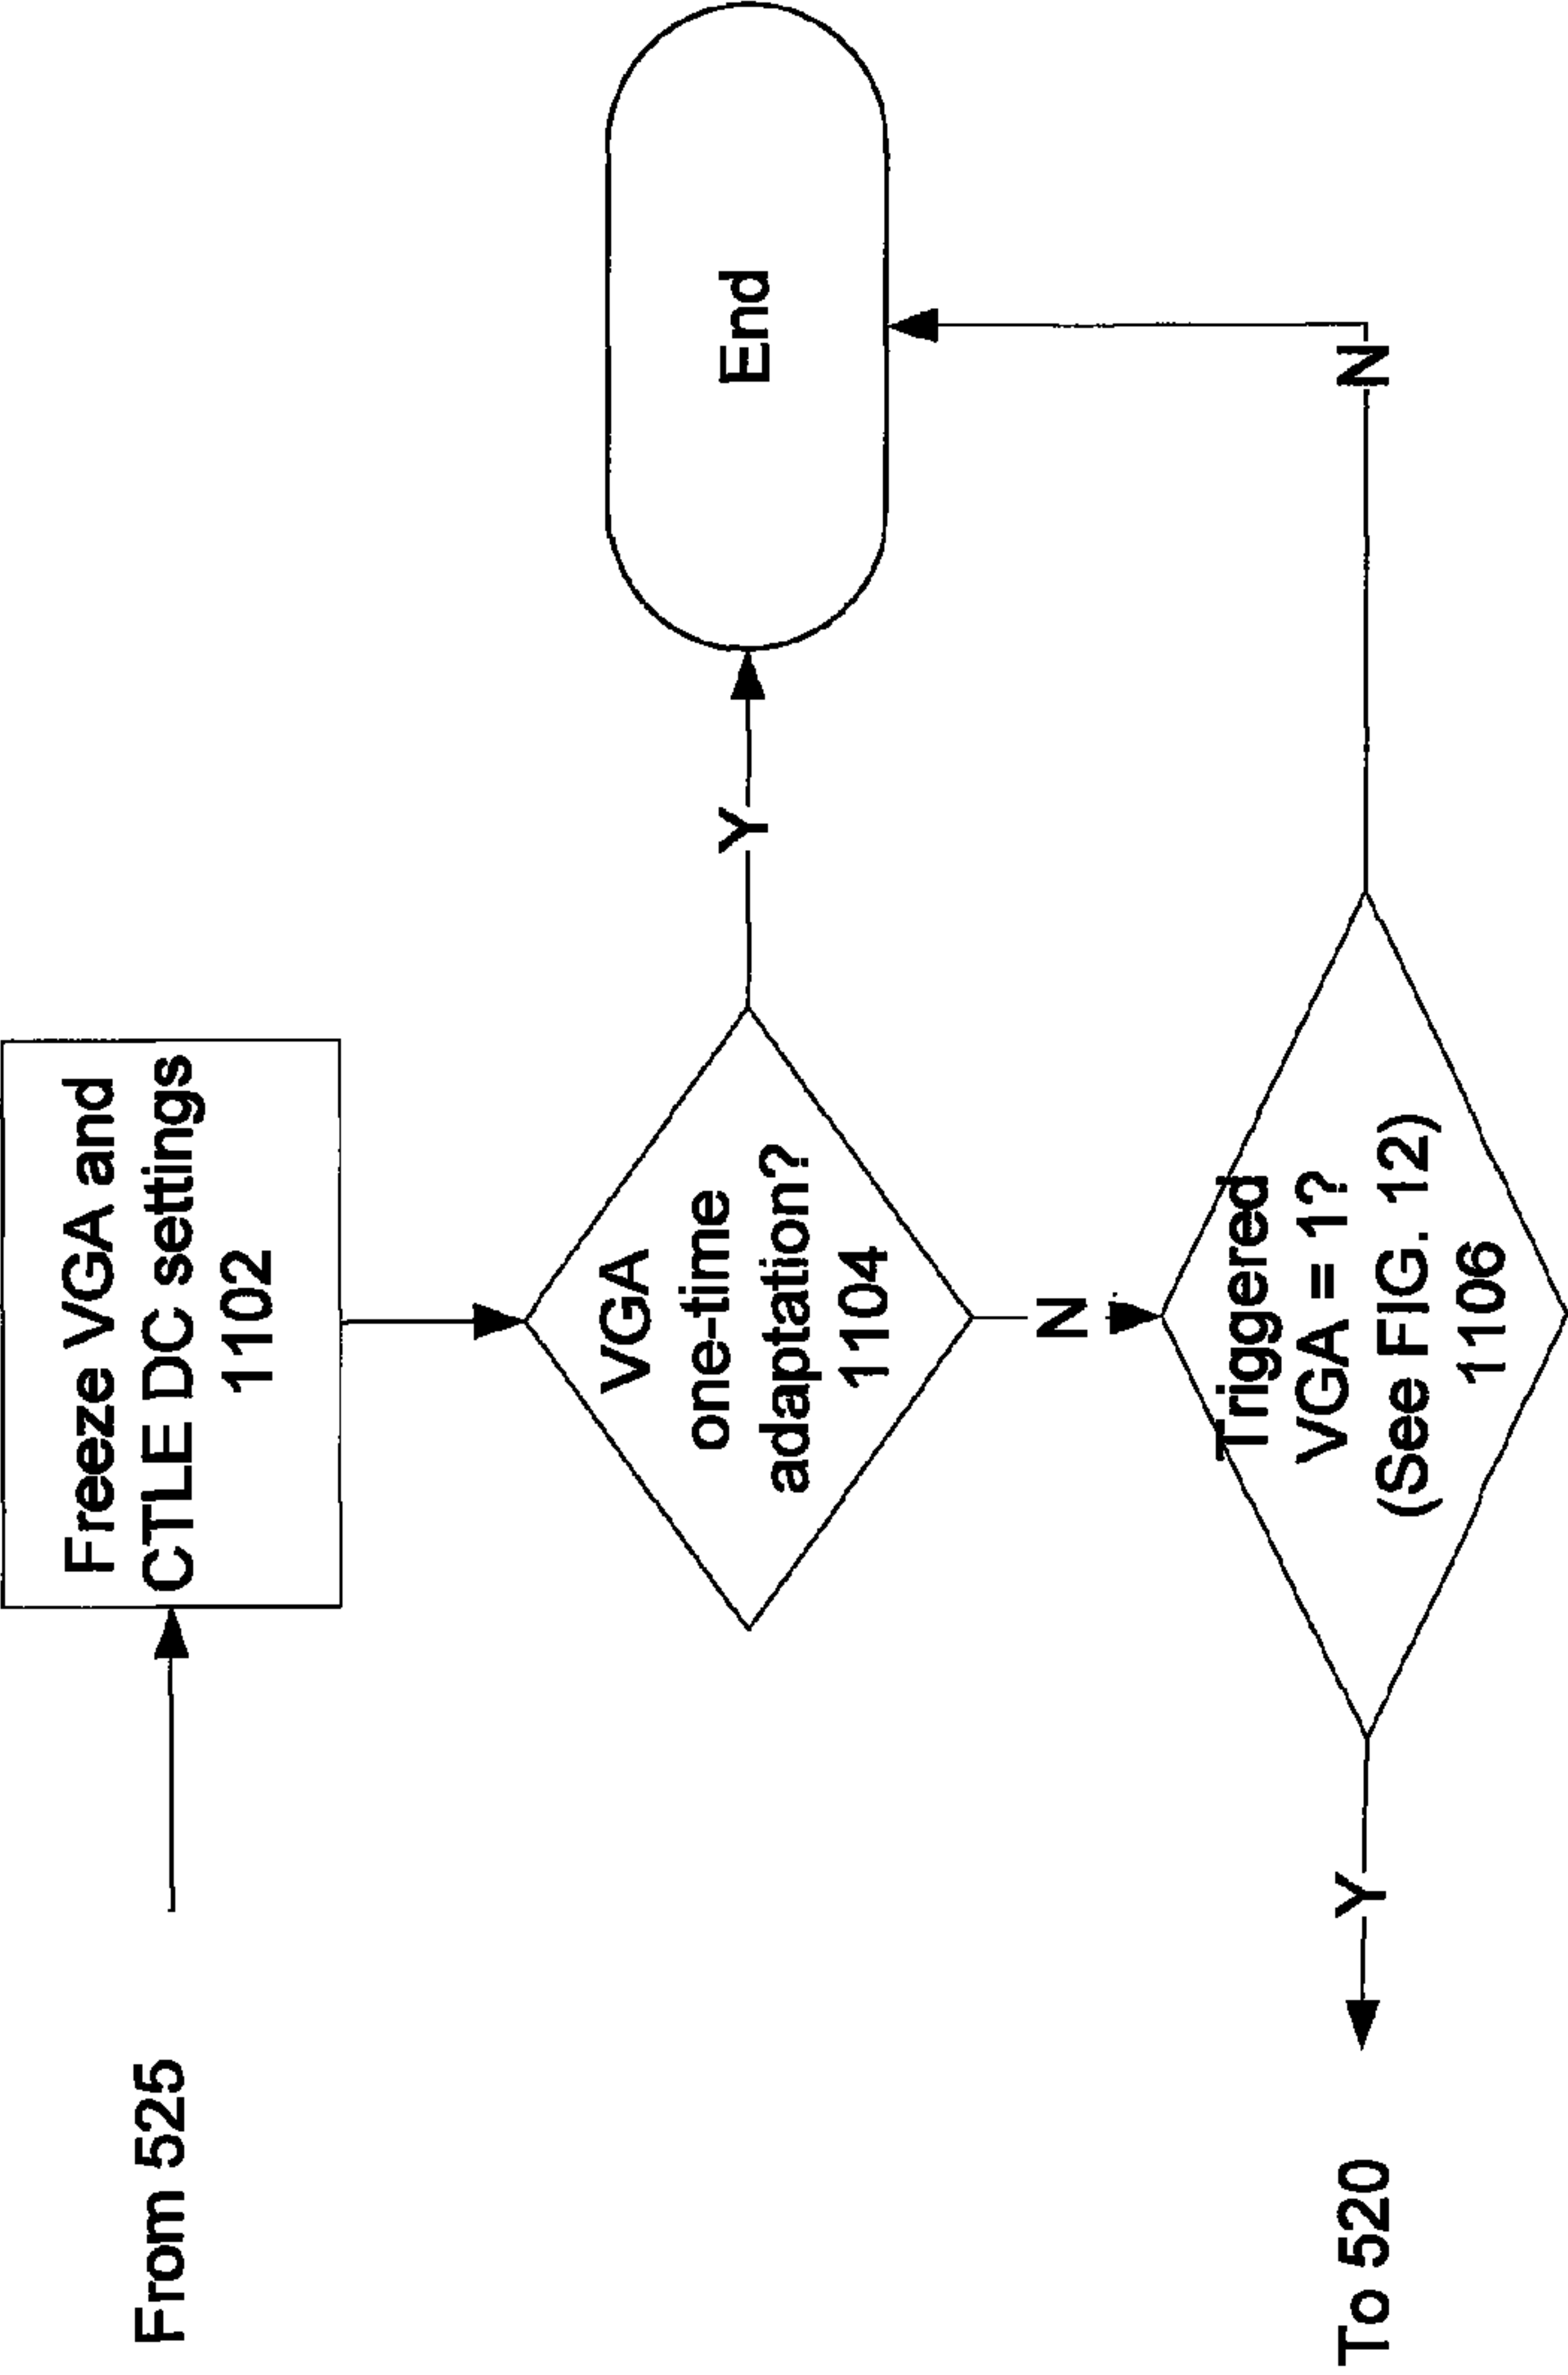 From 525
Freeze VGA and
CTLE DC settings
1102
VGA
one-time
adaptation?
1104
Y
End
N
Triggered
VGA = 1?
(See FIG. 12)
1106
N
Y
To 520